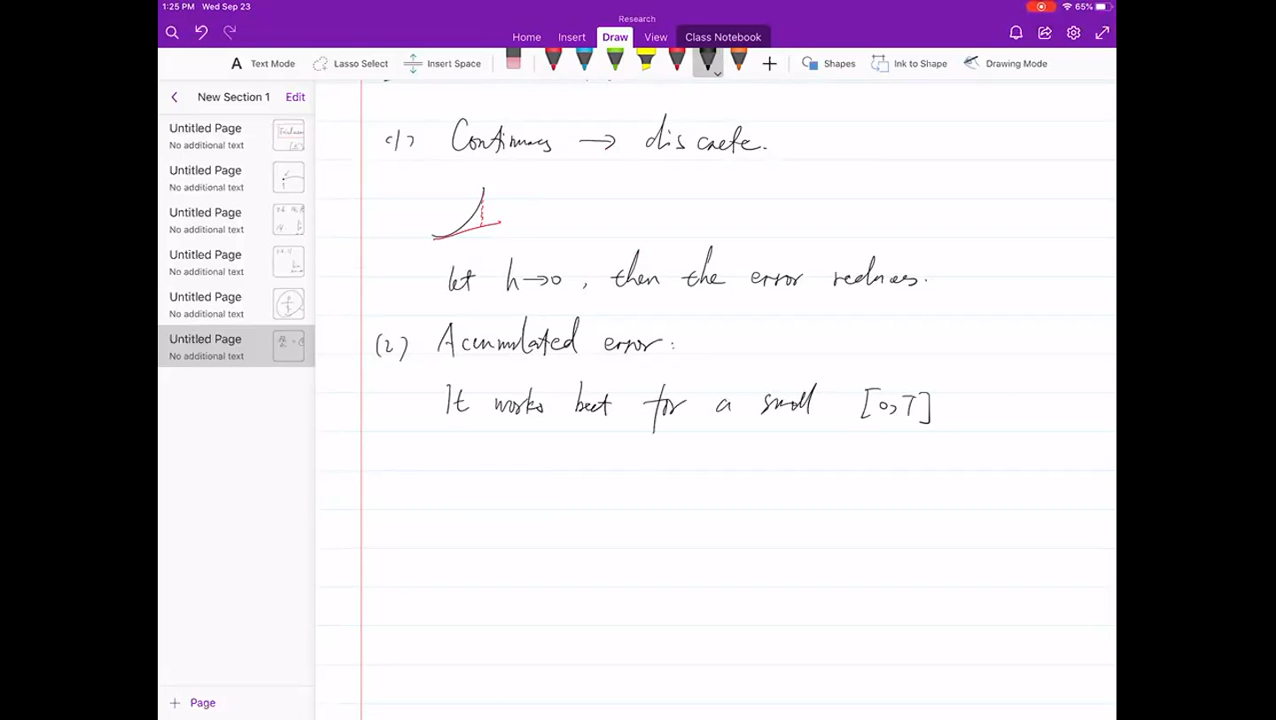 1:25 PM Wed Sep 23
65%
Research
Home Insert Draw View Class Notebook
Text Mode Lasso Select Insert Space Shapes Ink to Shape Drawing Mode
New Section 1 Edit
Untitled Page
No additional text
Untitled Page
No additional text
Untitled Page
No additional text
Untitled Page
No additional text
Untitled Page
No additional text
Untitled Page
No additional text
Page
(1) Continuous → discrete.
let h→0, then the error reduces.
(2) Acumulated error:
It works best for a small [0,T]